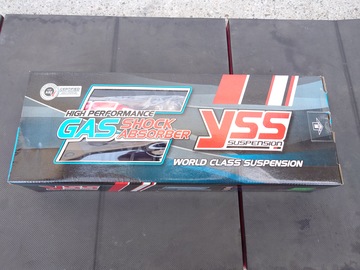 HIGH PERFORMANCE
GAS SHOCK
ABSORBER
YSS
SUSPENSION
WORLD CLASS SUSPENSION